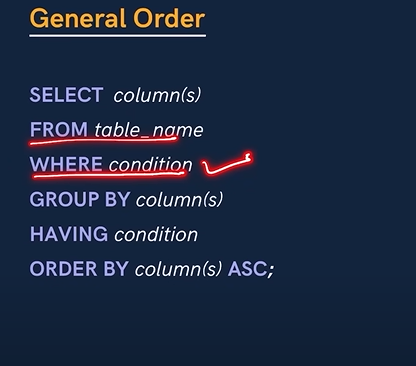 General Order
SELECT column(s)
FROM table_name
WHERE condition
GROUP BY column(s)
HAVING condition
ORDER BY column(s) ASC;